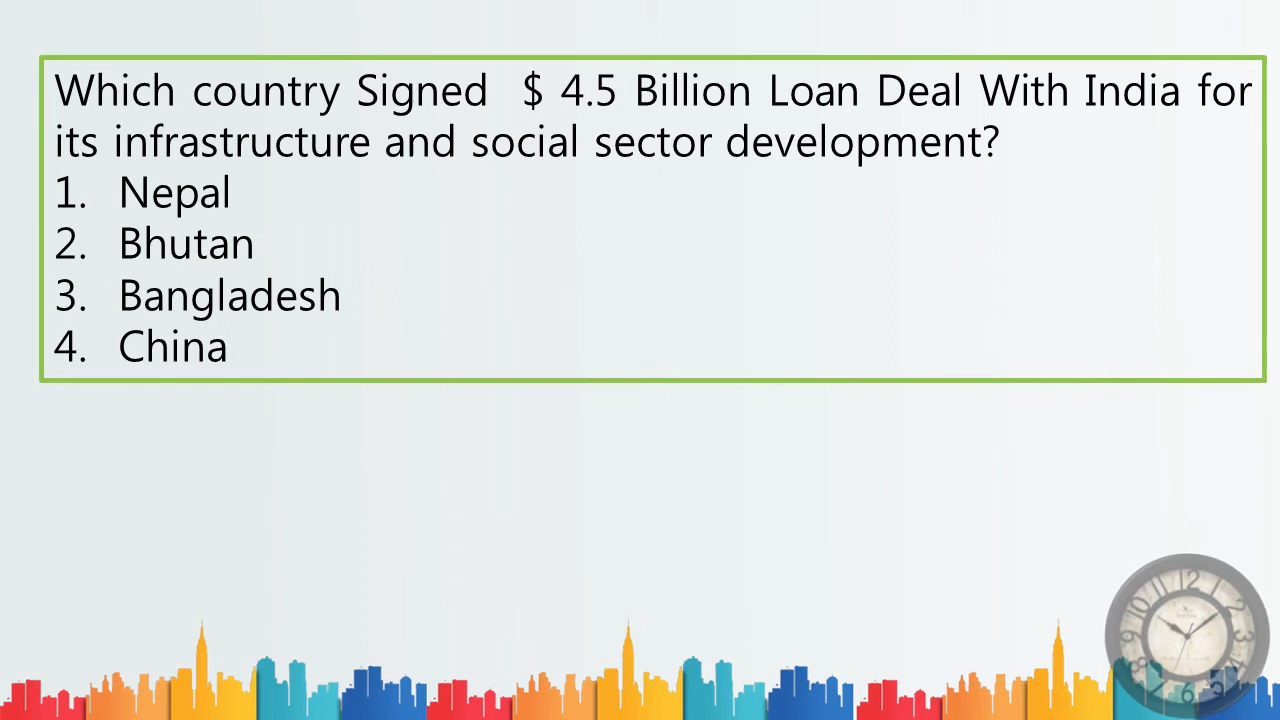 Which country Signed $ 4.5 Billion Loan Deal With India for
its infrastructure and social sector development?
1. Nepal
2. Bhutan
3. Bangladesh
4. China